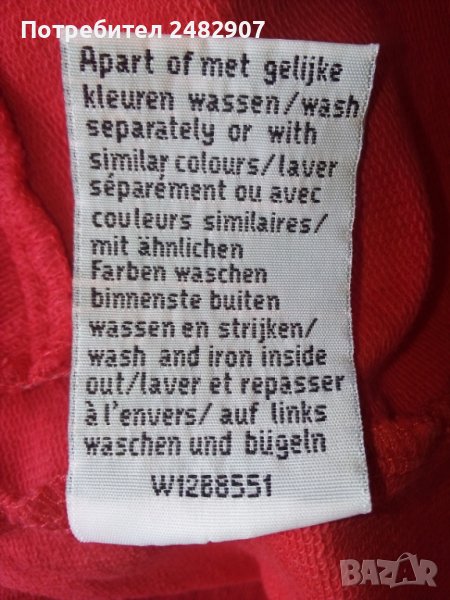 Потребител 2482907
Apart of met gelijke
kleuren wassen/wash
separately or with
similar colours/laver
séparément ou avec
couleurs similaires/
mit ähnlichen
Farben waschen
binnenste buiten
wassen en strijken/
wash and iron inside
out/laver et repasser
à l'envers/ auf links
waschen und bügeln
W1288551
BAZAR